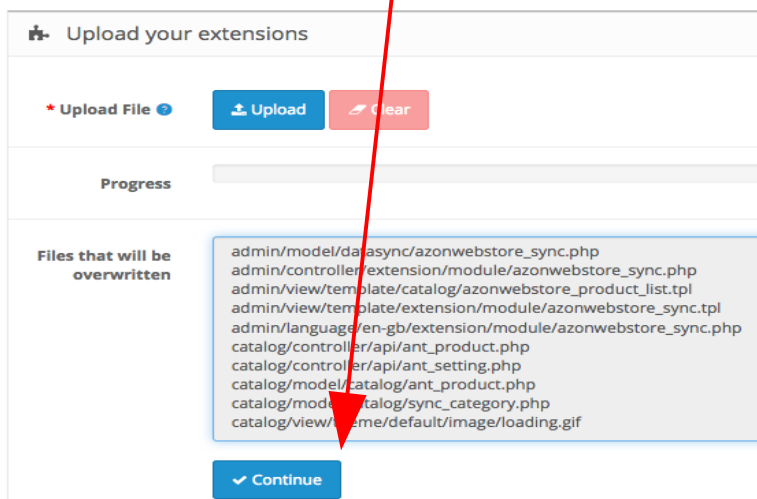 Upload your extensions
* Upload File
Upload
Clear
Progress
Files that will be
overwritten
admin/model/datasync/azonwebstore_sync.php
admin/controller/extension/module/azonwebstore_sync.php
admin/view/template/catalog/azonwebstore_product_list.tpl
admin/view/template/extension/module/azonwebstore_sync.tpl
admin/language/en-gb/extension/module/azonwebstore_sync.php
catalog/controller/api/ant_product.php
catalog/controller/api/ant_setting.php
catalog/model/catalog/ant_product.php
catalog/model/catalog/sync_category.php
catalog/view/theme/default/image/loading.gif
Continue